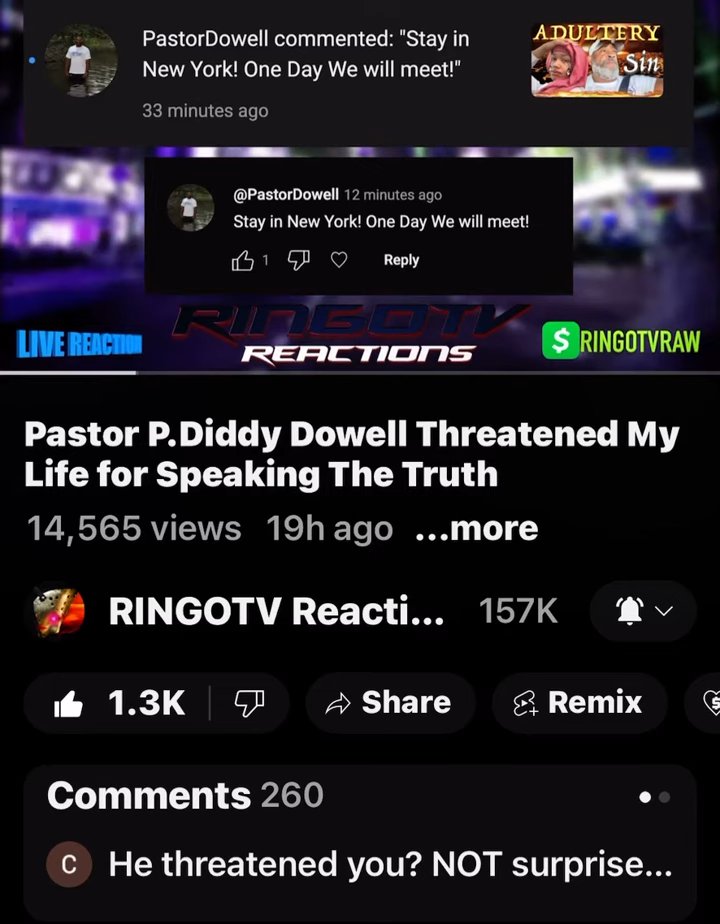 PastorDowell commented: "Stay in
New York! One Day We will meet!"
33 minutes ago
ADULTERY
Sin
@PastorDowell 12 minutes ago
Stay in New York! One Day We will meet!
1
Reply
RINGOTV
REACTIONS
LIVE REACTION
$RINGOTVRAW
Pastor P.Diddy Dowell Threatened My
Life for Speaking The Truth
14,565 views 19h ago ...more
RINGOTV Reacti... 157K
1.3K Share Remix
Comments 260
C He threatened you? NOT surprise...